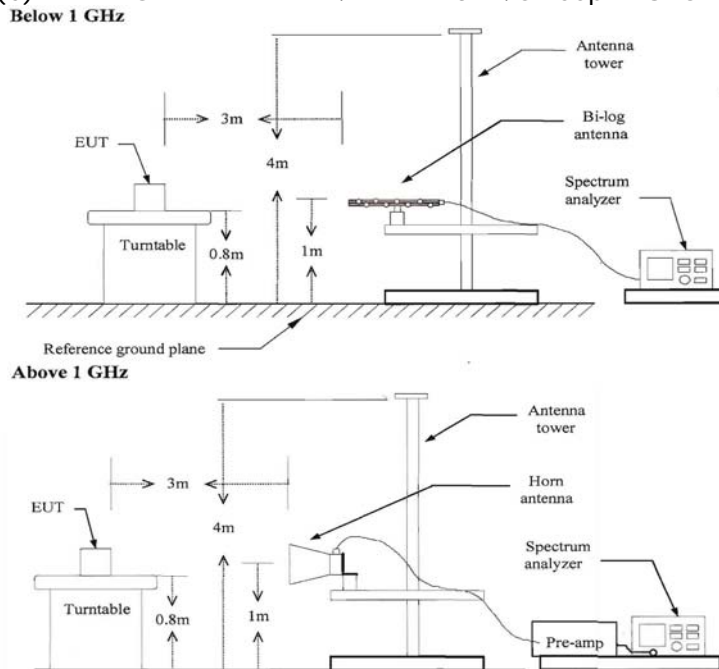 Below 1 GHz
Antenna
tower
3m
Bi-log
antenna
EUT
4m
Spectrum
analyzer
Turntable
0.8m
1m
Reference ground plane
Above 1 GHz
Antenna
tower
3m
Horn
antenna
EUT
4m
Spectrum
analyzer
Turntable
0.8m
1m
Pre-amp